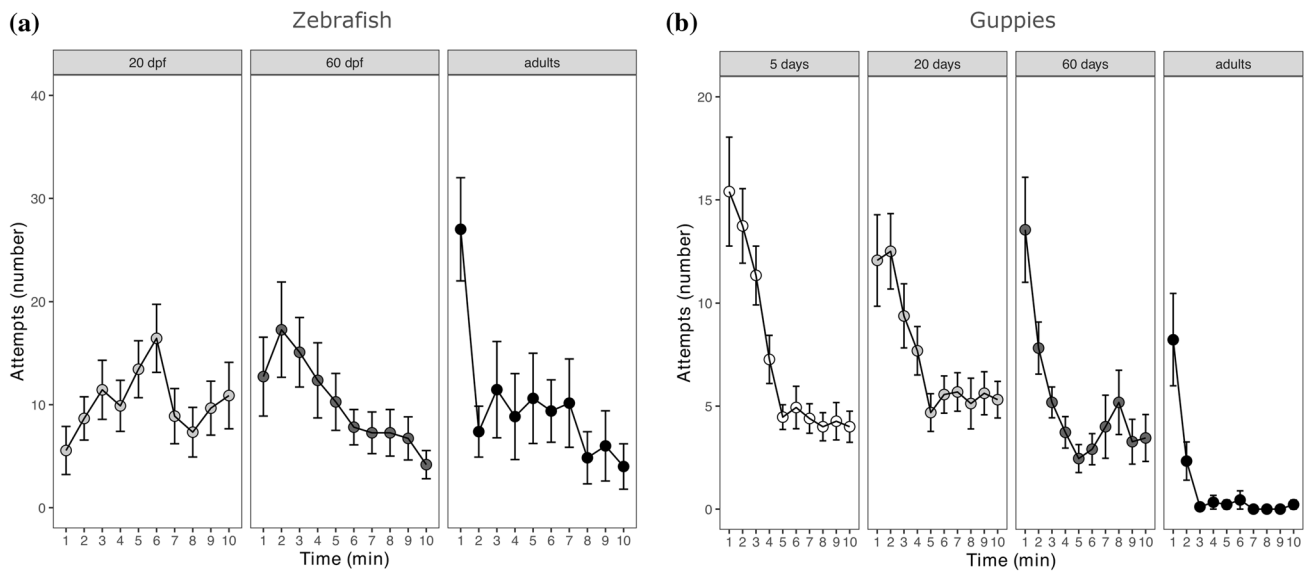 (a) Zebrafish
20 dpf 60 dpf adults
40
30
20
10
0
Attempts (number)
1 2 3 4 5 6 7 8 9 10 1 2 3 4 5 6 7 8 9 10 1 2 3 4 5 6 7 8 9 10
Time (min)
(b) Guppies
5 days 20 days 60 days adults
20
15
10
5
0
Attempts (number)
1 2 3 4 5 6 7 8 9 10 1 2 3 4 5 6 7 8 9 10 1 2 3 4 5 6 7 8 9 10 1 2 3 4 5 6 7 8 9 10
Time (min)